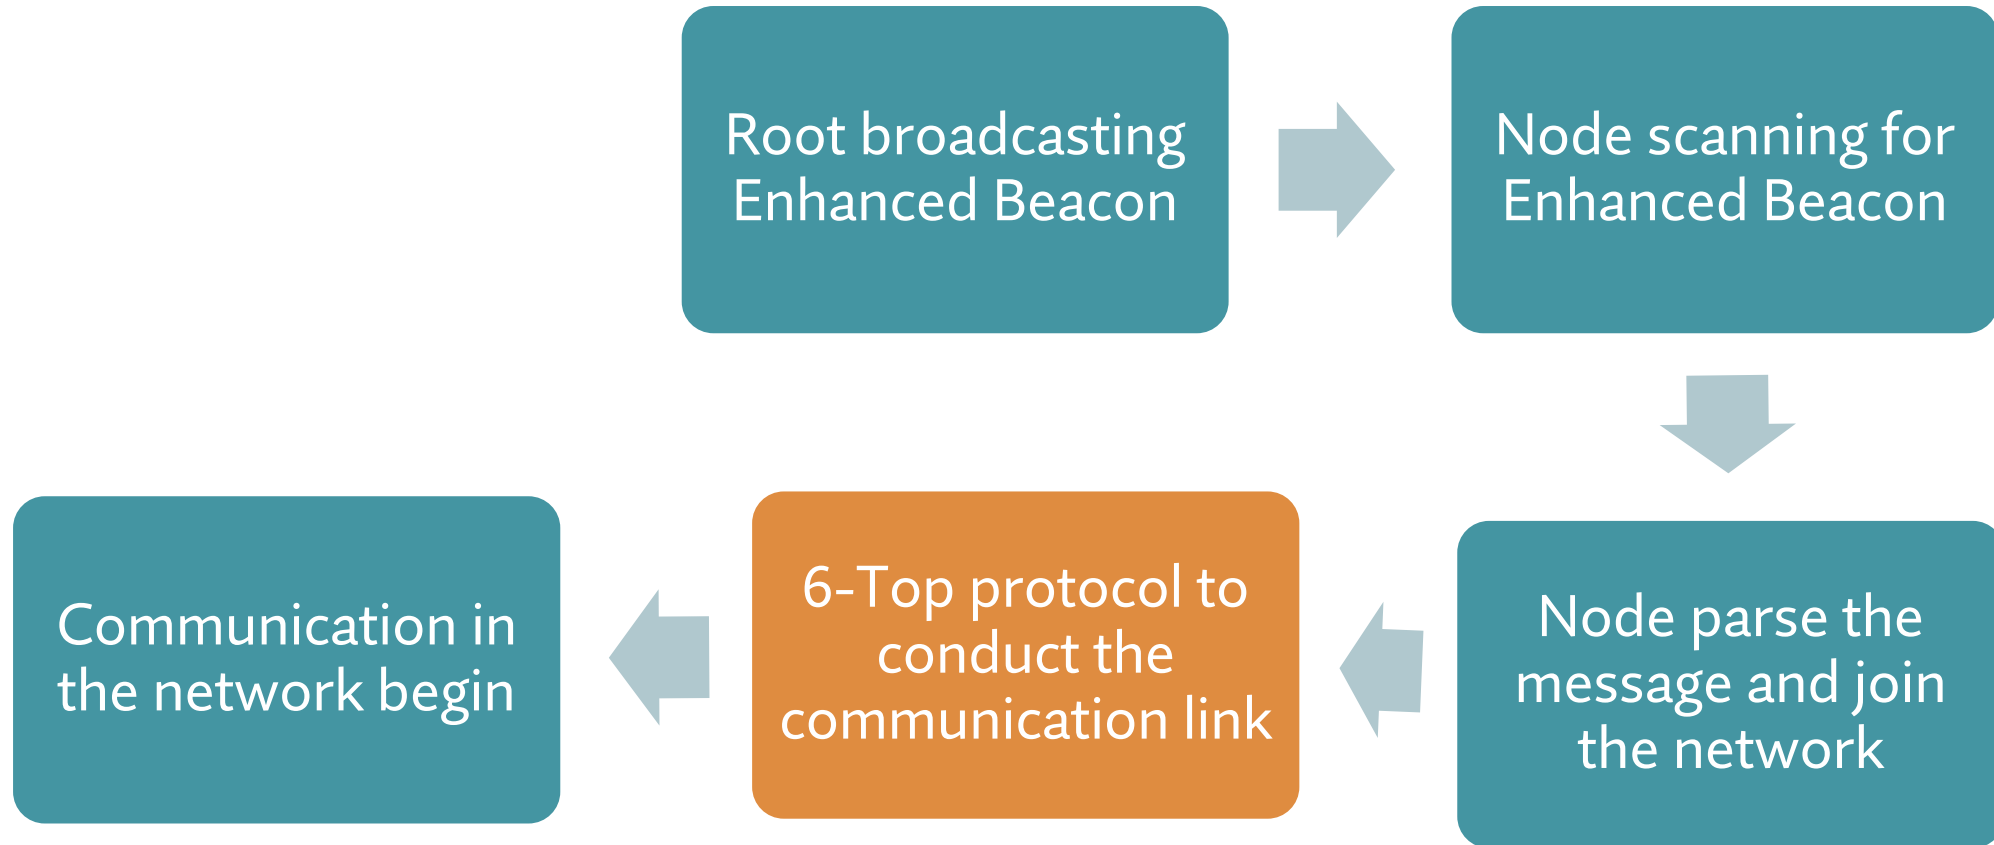 Root broadcasting
Enhanced Beacon
Node scanning for
Enhanced Beacon
Node parse the
message and join
the network
6-Top protocol to
conduct the
communication link
Communication in
the network begin